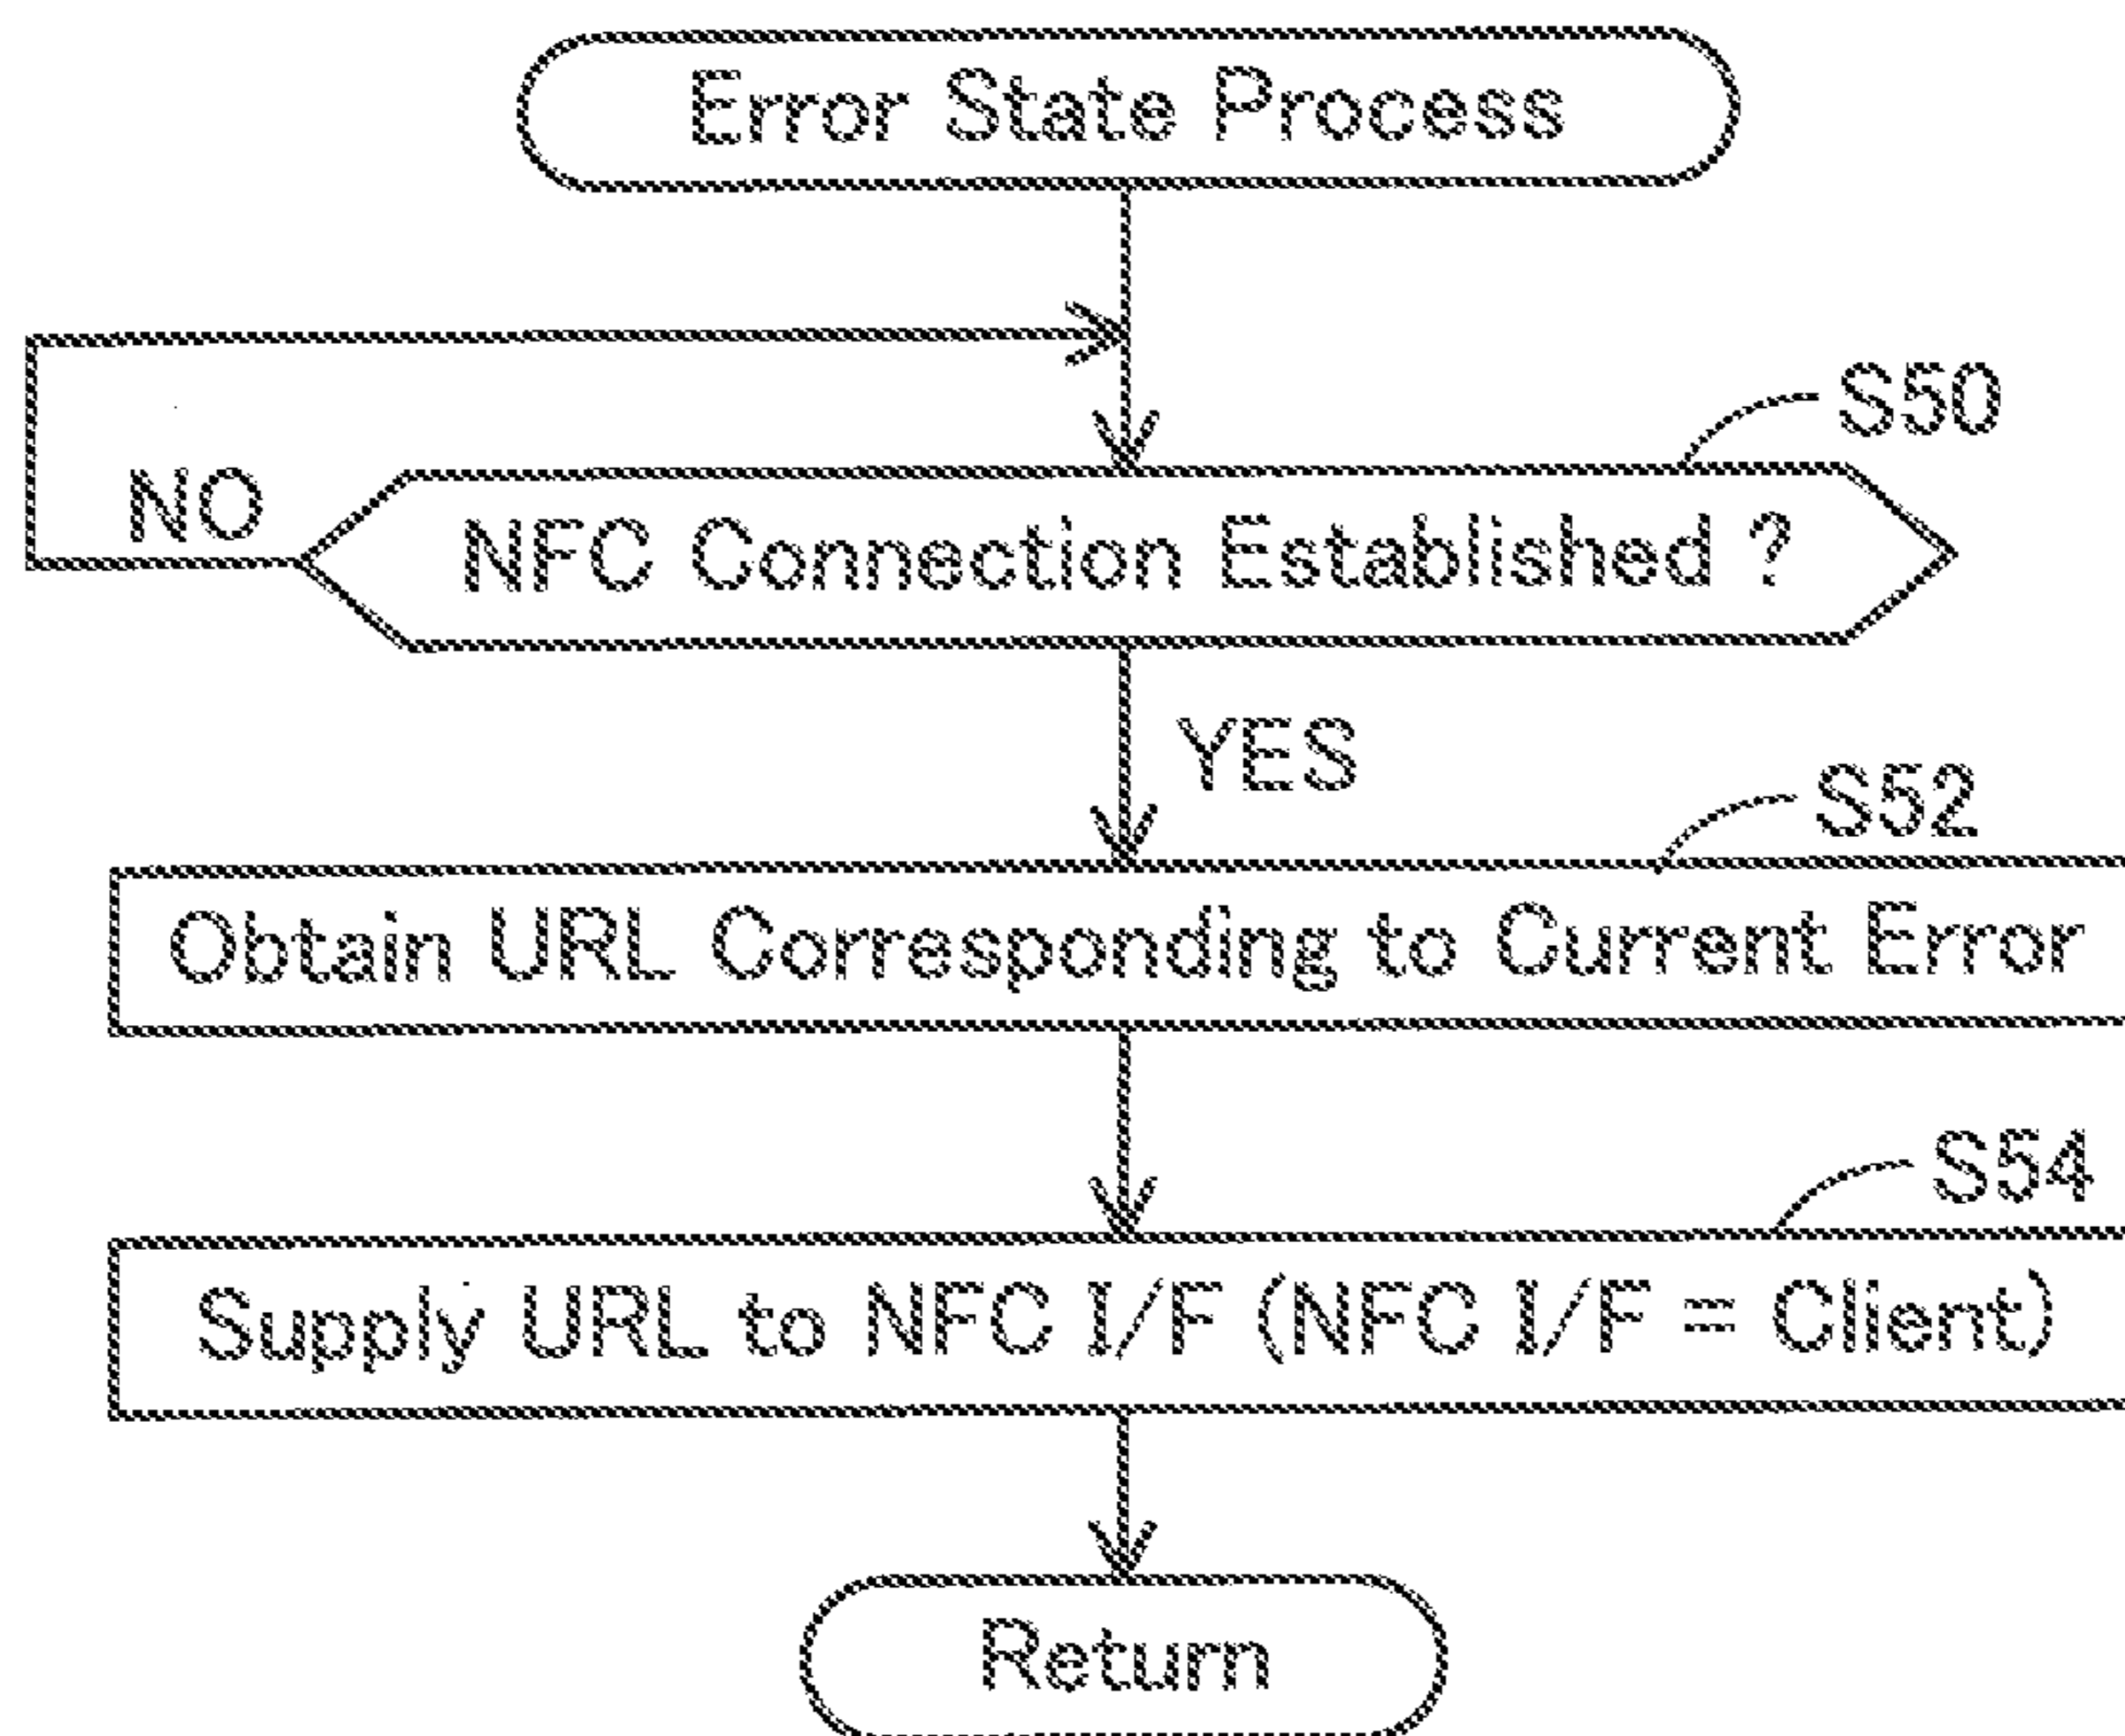 Error State Process
S50
NO
NFC Connection Established ?
YES
S52
Obtain URL Corresponding to Current Error
S54
Supply URL to NFC I/F (NFC I/F = Client)
Return